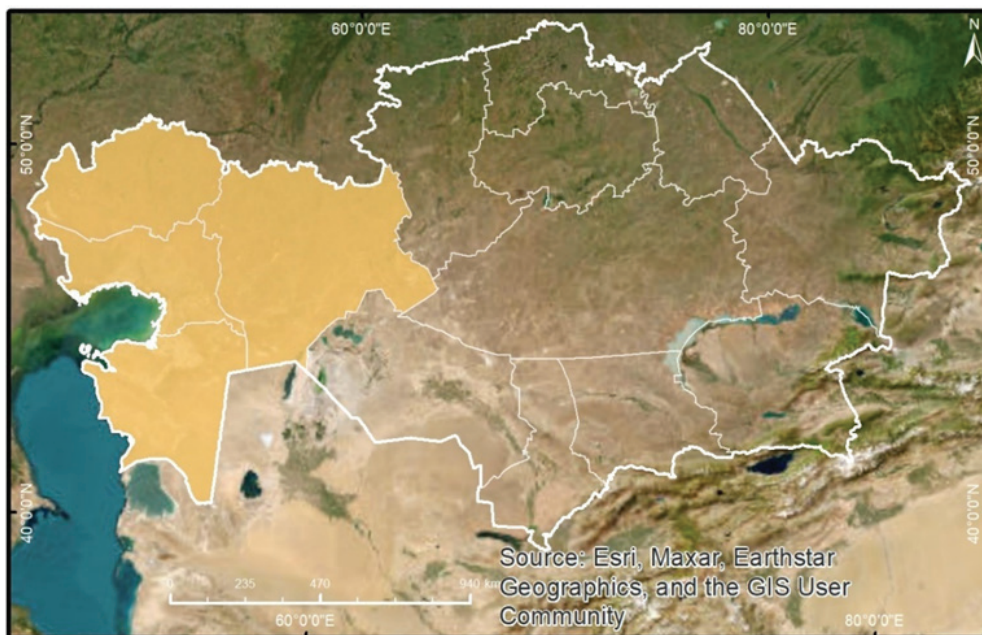 60°0'0"E
80°0'0"E
N
50°0'0"N
50°0'0"N
40°0'0"N
40°0'0"N
235
470
940 km
Source: Esri, Maxar, Earthstar
Geographics, and the GIS User
Community
60°0'0"E
80°0'0"E